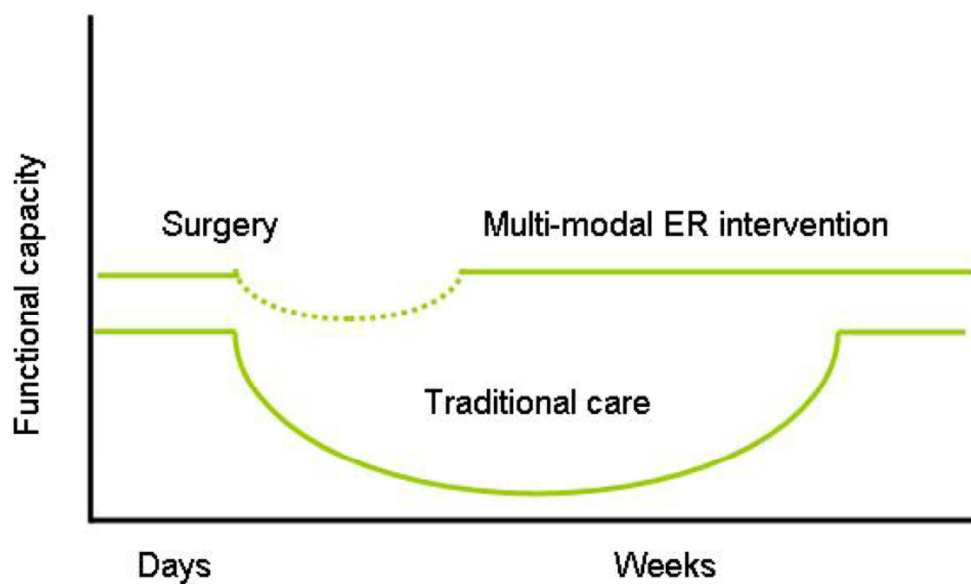 Functional capacity
Surgery
Multi-modal ER intervention
Traditional care
Days
Weeks